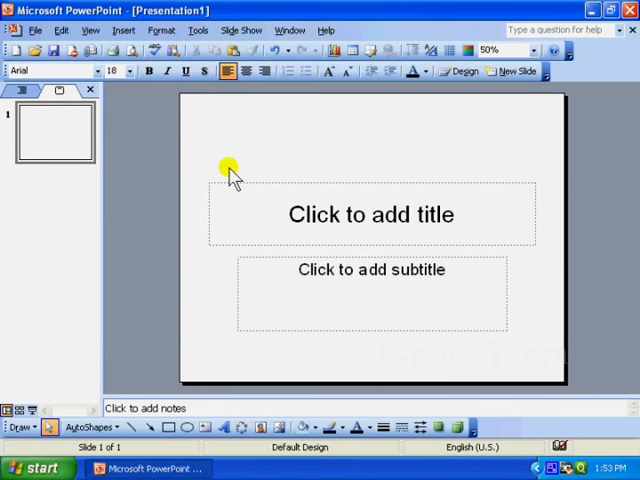 Microsoft PowerPoint - [Presentation1]
File Edit View Insert Format Tools Slide Show Window Help
Type a question for help
50%
Arial 18 B I U S Design New Slide
1
Click to add title
Click to add subtitle
Click to add notes
Draw AutoShapes
Slide 1 of 1 Default Design English (U.S.)
start Microsoft PowerPoint ... 1:53 PM